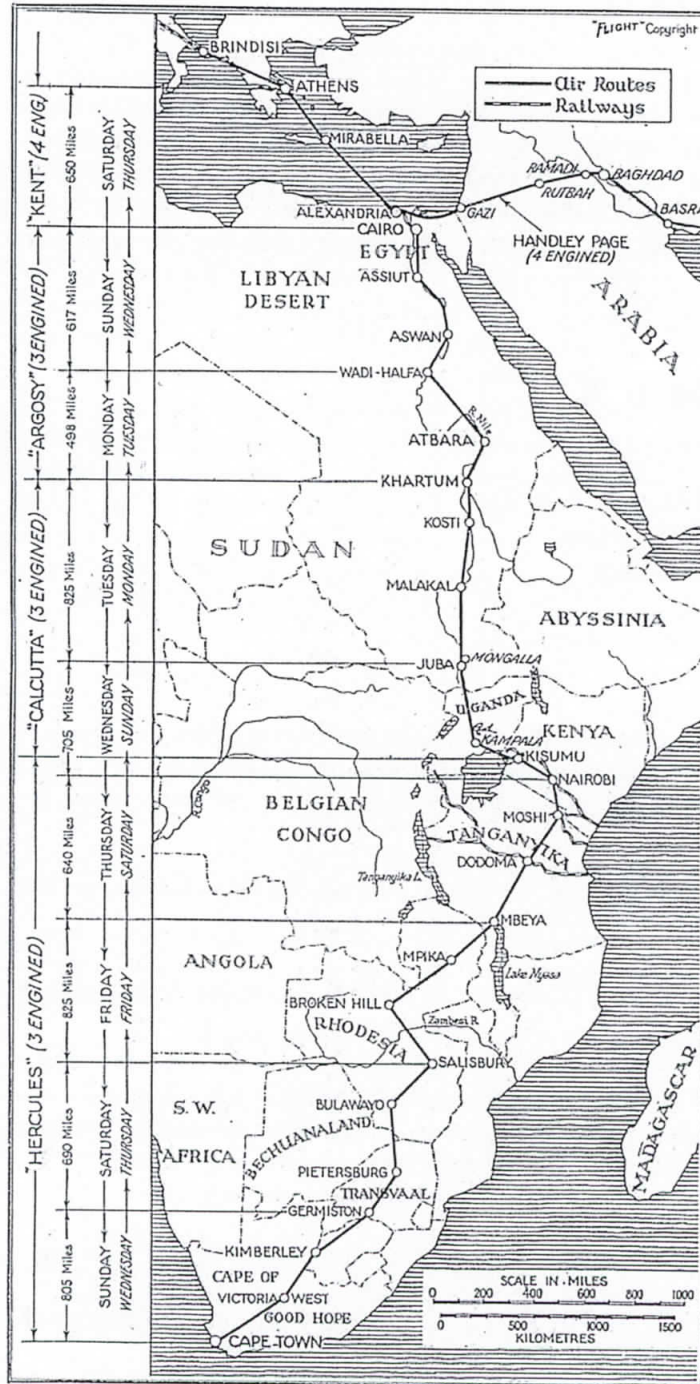 "FLIGHT" Copyright
Air Routes
Railways
BRINDISI
ATHENS
MIRABELLA
ALEXANDRIA
CAIRO
GAZI
RAMADI
BAGHDAD
RUTBAH
BASR
HANDLEY PAGE
(4 ENGINED)
EGYPT
ASSIUT
LIBYAN
DESERT
ARABIA
ASWAN
WADI-HALFA
R. Nile
ATBARA
KHARTUM
KOSTI
SUDAN
MALAKAL
ABYSSINIA
JUBA
MONGALLA
UGANDA
KENYA
KAMPALA
KISUMU
NAIROBI
R. Congo
BELGIAN
CONGO
MOSHI
TANGANYIKA
DODOMA
Tanganyika L.
MBEYA
ANGOLA
MPIKA
Lake Nyasa
BROKEN HILL
RHODESIA
Zambesi R.
SALISBURY
S.W.
AFRICA
BULAWAYO
BECHUANALAND
PIETERSBURG
TRANSVAAL
GERMISTON
KIMBERLEY
CAPE OF
VICTORIA WEST
GOOD HOPE
CAPE-TOWN
MADAGASCAR
SCALE IN MILES
0 200 400 600 800 1000
0 500 1000 1500
KILOMETRES
"KENT" (4 ENG)
650 Miles
SATURDAY
THURSDAY
"ARGOSY" (3 ENGINED)
617 Miles
SUNDAY
WEDNESDAY
498 Miles
MONDAY
TUESDAY
"CALCUTTA" (3 ENGINED)
825 Miles
TUESDAY
MONDAY
705 Miles
WEDNESDAY
SUNDAY
"HERCULES" (3 ENGINED)
640 Miles
THURSDAY
SATURDAY
825 Miles
FRIDAY
FRIDAY
690 Miles
SATURDAY
THURSDAY
805 Miles
SUNDAY
WEDNESDAY